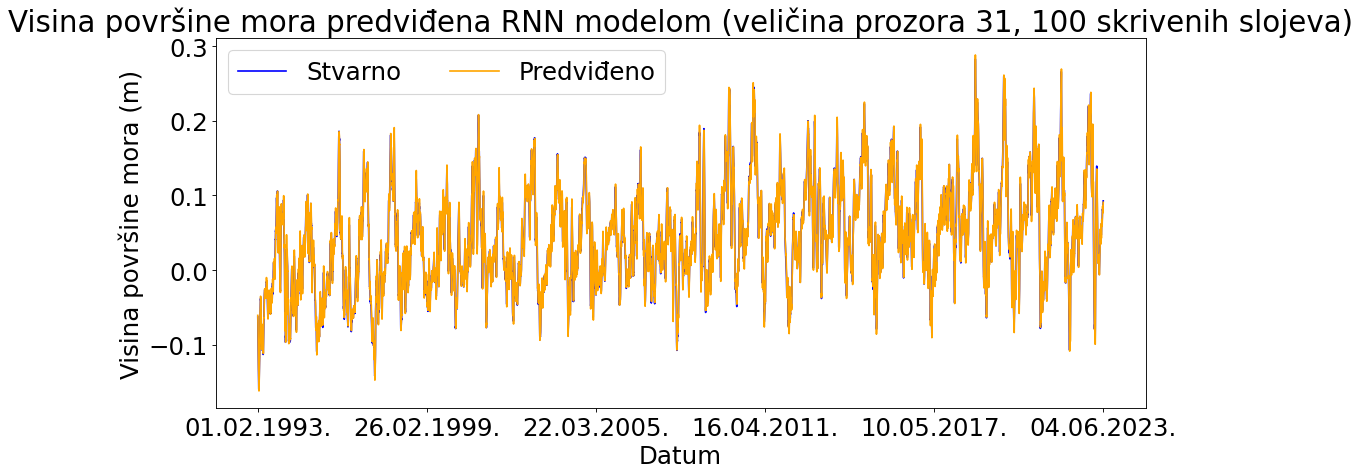 Visina površine mora predviđena RNN modelom (veličina prozora 31, 100 skrivenih slojeva)
Stvarno
Predviđeno
Visina površine mora (m)
0.3
0.2
0.1
0.0
−0.1
01.02.1993.
26.02.1999.
22.03.2005.
16.04.2011.
10.05.2017.
04.06.2023.
Datum